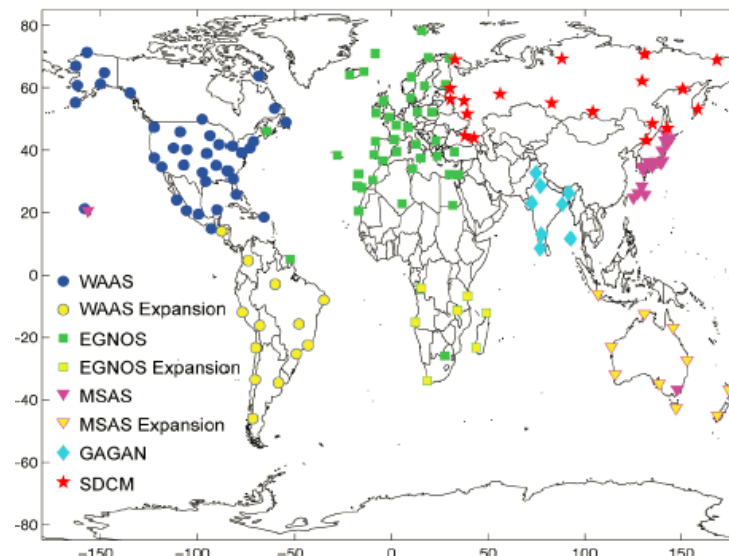 80
60
40
20
0
-20
-40
-60
-80
WAAS
WAAS Expansion
EGNOS
EGNOS Expansion
MSAS
MSAS Expansion
GAGAN
SDCM
-150 -100 -50 0 50 100 150